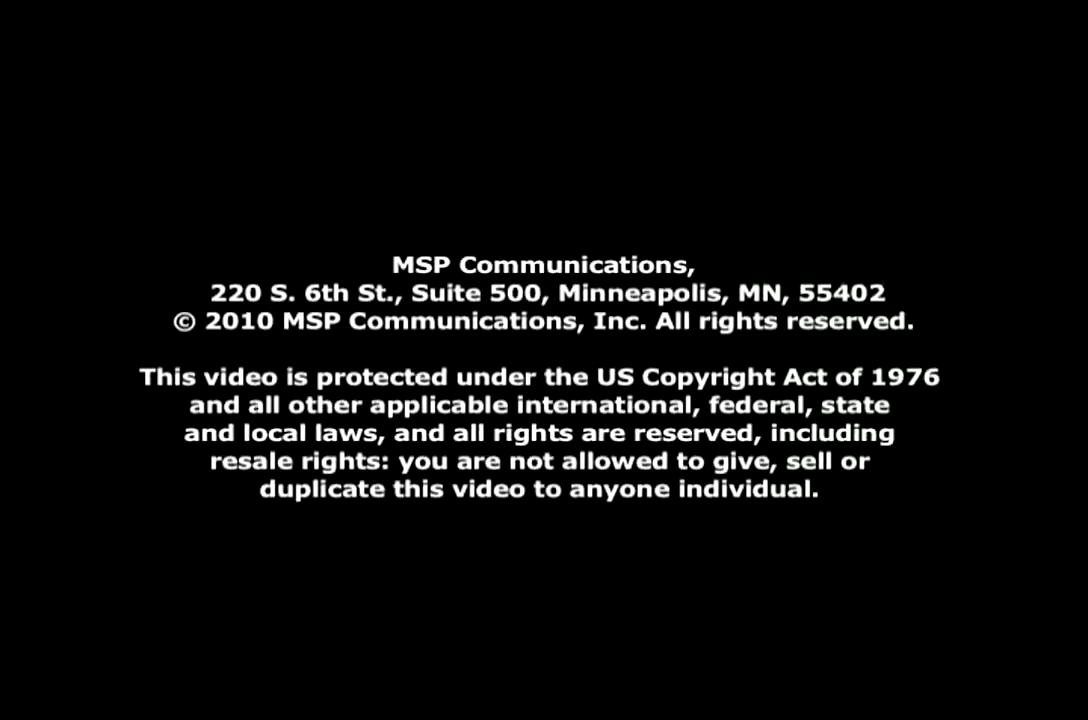 MSP Communications,
220 S. 6th St., Suite 500, Minneapolis, MN, 55402
© 2010 MSP Communications, Inc. All rights reserved.
This video is protected under the US Copyright Act of 1976
and all other applicable international, federal, state
and local laws, and all rights are reserved, including
resale rights: you are not allowed to give, sell or
duplicate this video to anyone individual.